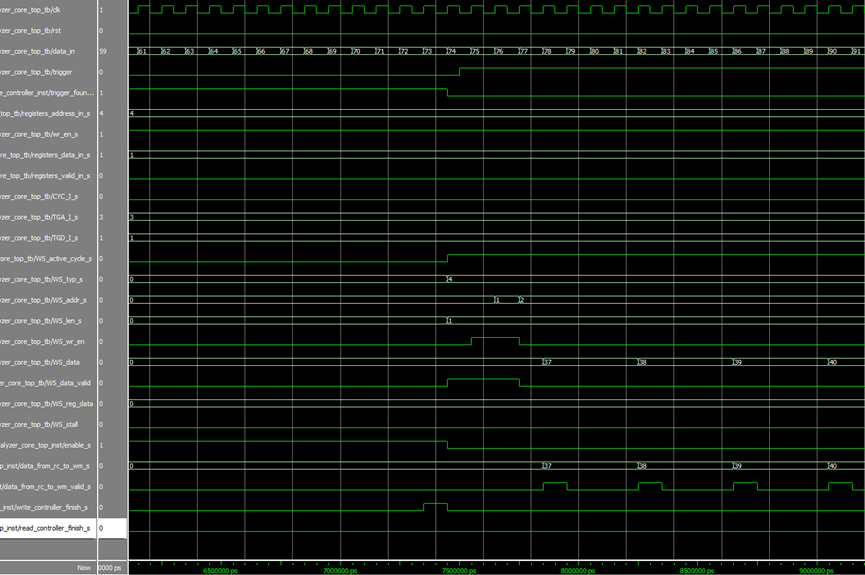 yzer_core_top_tb/clk 1
yzer_core_top_tb/rst 0
yzer_core_top_tb/data_in 59 61 62 63 64 65 66 67 68 69 70 71 72 73 74 75 76 77 78 79 80 81 82 83 84 85 86 87 88 89 90 91
yzer_core_top_tb/trigger 0
e_controller_inst/trigger_foun... 1
top_tb/registers_address_in_s 4 4
yzer_core_top_tb/wr_en_s 1
ore_top_tb/registers_data_in_s 1 1
re_top_tb/registers_valid_in_s 0
yzer_core_top_tb/CYC_I_s 0
yzer_core_top_tb/TGA_I_s 3 3
yzer_core_top_tb/TGD_I_s 1 1
core_top_tb/WS_active_cycle_s 0
yzer_core_top_tb/WS_typ_s 0 0 4
yzer_core_top_tb/WS_addr_s 0 0 1 2
yzer_core_top_tb/WS_len_s 0 0 1
yzer_core_top_tb/WS_wr_en 0
yzer_core_top_tb/WS_data 0 0 37 38 39 40
er_core_top_tb/WS_data_valid 0
er_core_top_tb/WS_reg_data 0 0
yzer_core_top_tb/WS_stall 0
alyzer_core_top_inst/enable_s 1
p_inst/data_from_rc_to_wm_s 0 0 37 38 39 40
t/data_from_rc_to_wm_valid_s 0
_inst/write_controller_finish_s 0
p_inst/read_controller_finish_s 0
Now 0000 ps 6500000 ps 7000000 ps 7500000 ps 8000000 ps 8500000 ps 9000000 ps